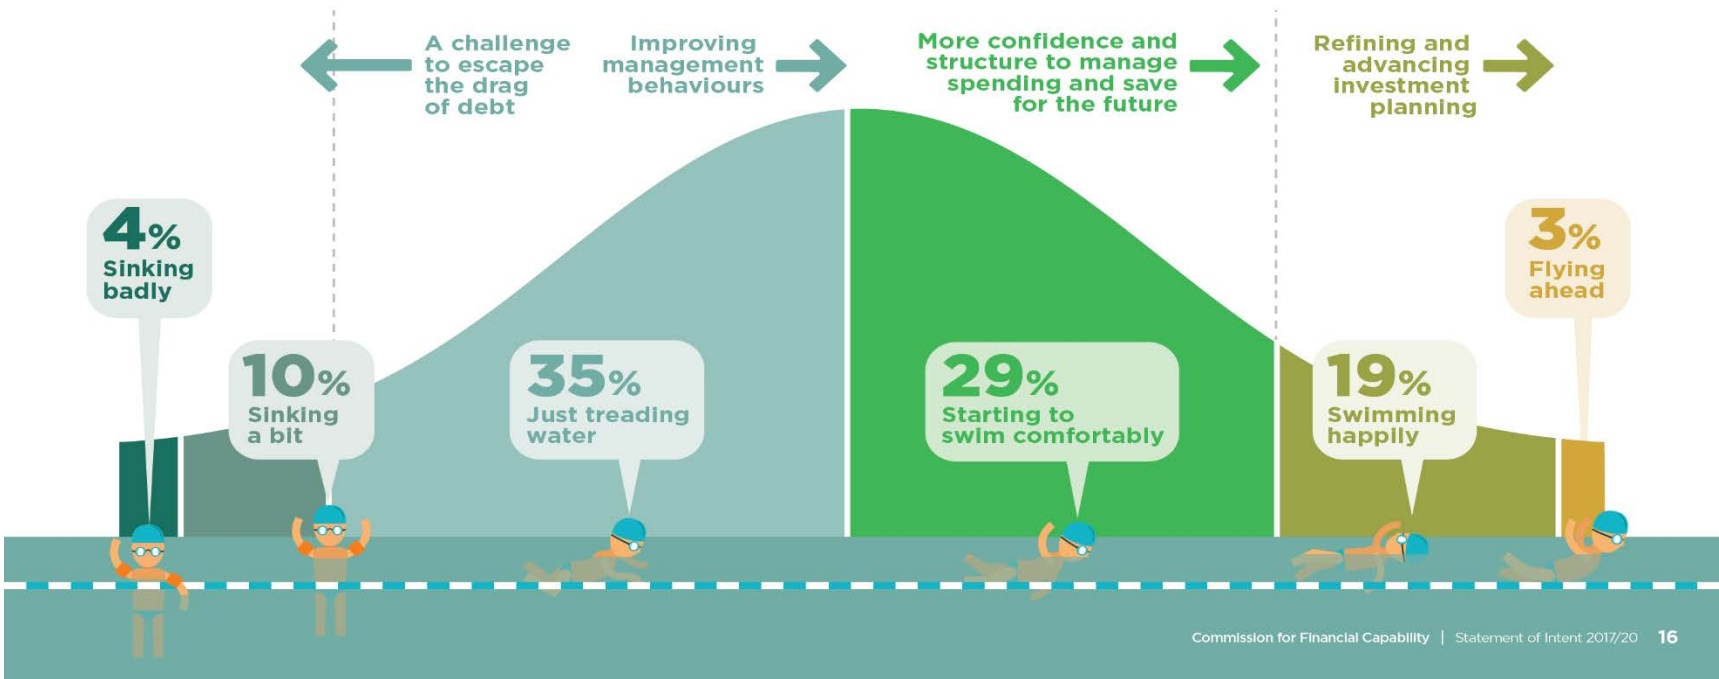 A challenge
to escape
the drag
of debt
Improving
management
behaviours
More confidence and
structure to manage
spending and save
for the future
Refining and
advancing
investment
planning
4%
Sinking
badly
10%
Sinking
a bit
35%
Just treading
water
29%
Starting to
swim comfortably
19%
Swimming
happily
3%
Flying
ahead
Commission for Financial Capability | Statement of Intent 2017/20 16